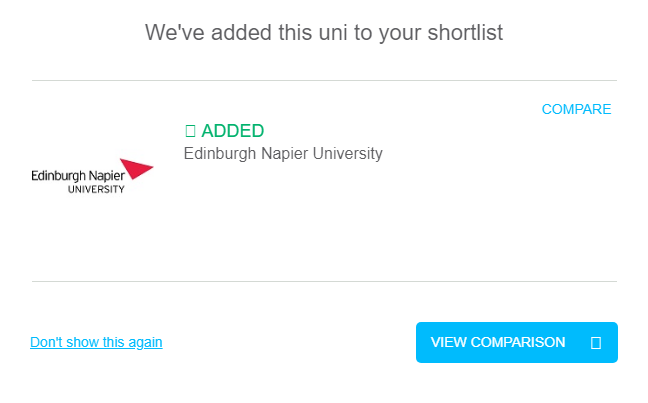 We've added this uni to your shortlist
COMPARE
ADDED
Edinburgh Napier University
Edinburgh Napier
UNIVERSITY
Don't show this again
VIEW COMPARISON